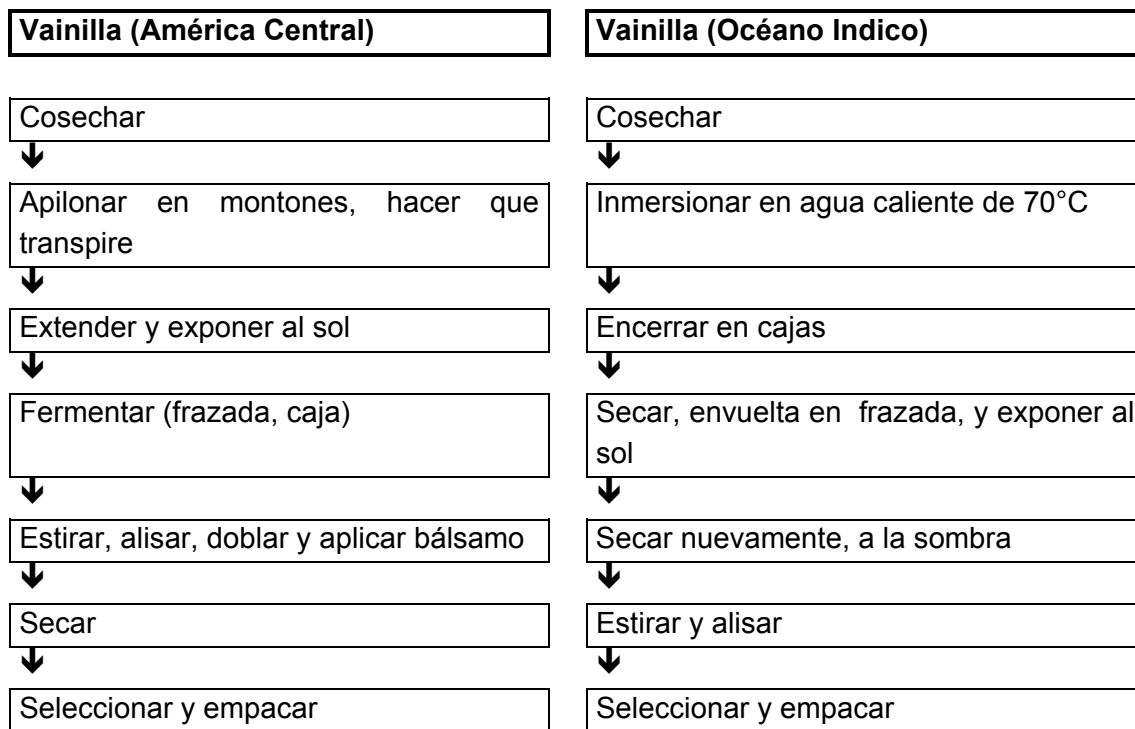 Vainilla (América Central)
Cosechar
Apilonar en montones, hacer que
transpire
Extender y exponer al sol
Fermentar (frazada, caja)
Estirar, alisar, doblar y aplicar bálsamo
Secar
Seleccionar y empacar
Vainilla (Océano Indico)
Cosechar
Inmersionar en agua caliente de 70°C
Encerrar en cajas
Secar, envuelta en frazada, y exponer al
sol
Secar nuevamente, a la sombra
Estirar y alisar
Seleccionar y empacar